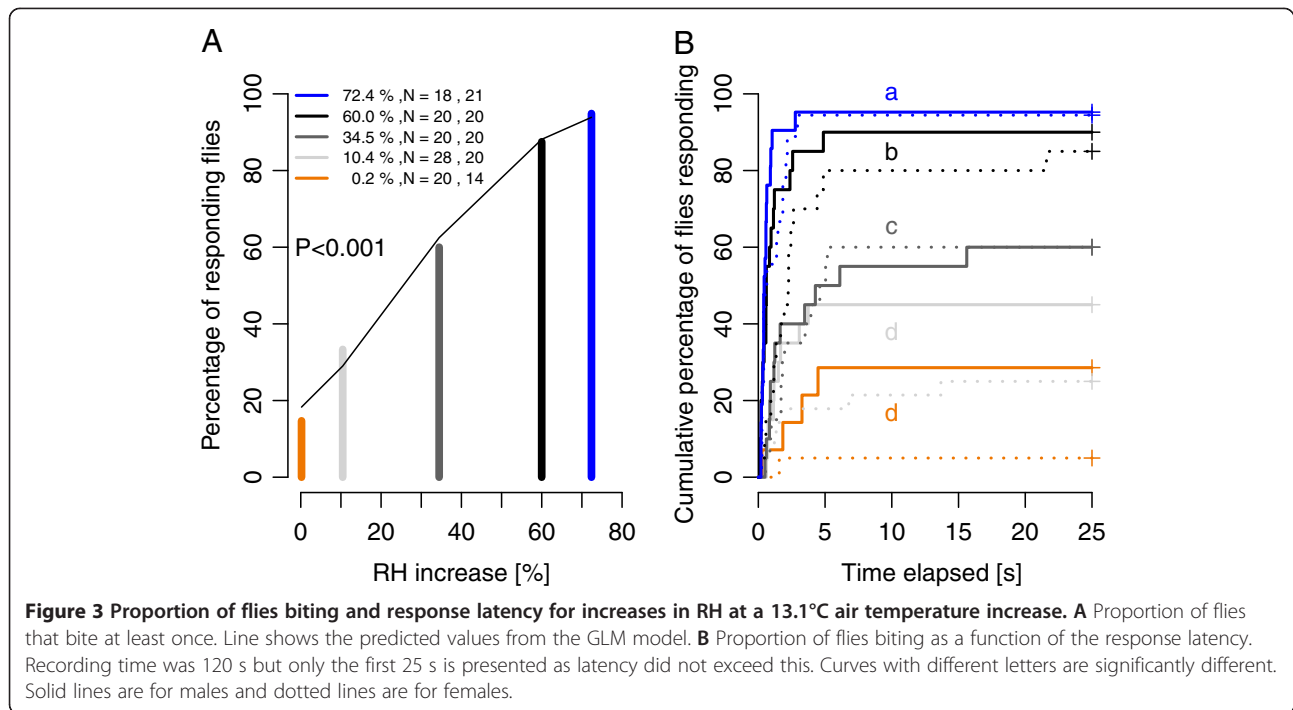 A
Percentage of responding flies
100
80
60
40
20
0
72.4 % ,N = 18 , 21
60.0 % ,N = 20 , 20
34.5 % ,N = 20 , 20
10.4 % ,N = 28 , 20
0.2 % ,N = 20 , 14
P<0.001
0 20 40 60 80
RH increase [%]
B
Cumulative percentage of flies responding
100
80
60
40
20
0
a
b
c
d
d
0 5 10 15 20 25
Time elapsed [s]
Figure 3 Proportion of flies biting and response latency for increases in RH at a 13.1°C air temperature increase. A Proportion of flies
that bite at least once. Line shows the predicted values from the GLM model. B Proportion of flies biting as a function of the response latency.
Recording time was 120 s but only the first 25 s is presented as latency did not exceed this. Curves with different letters are significantly different.
Solid lines are for males and dotted lines are for females.